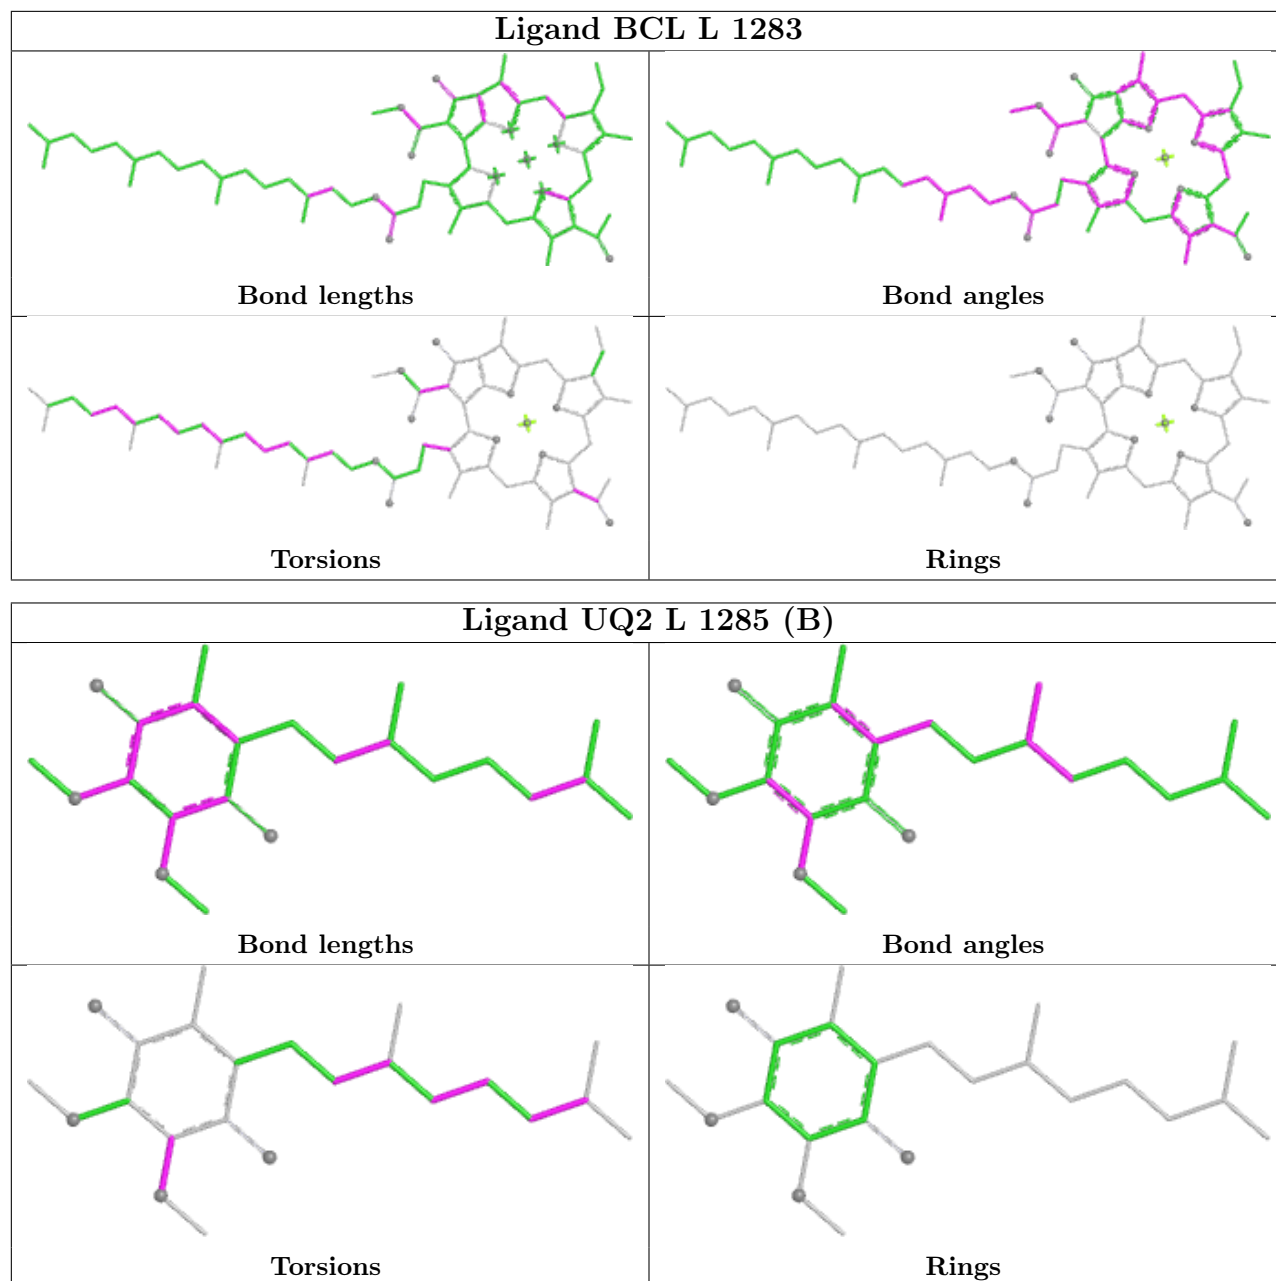 Ligand BCL L 1283
Bond lengths
Bond angles
Torsions
Rings
Ligand UQ2 L 1285 (B)
Bond lengths
Bond angles
Torsions
Rings